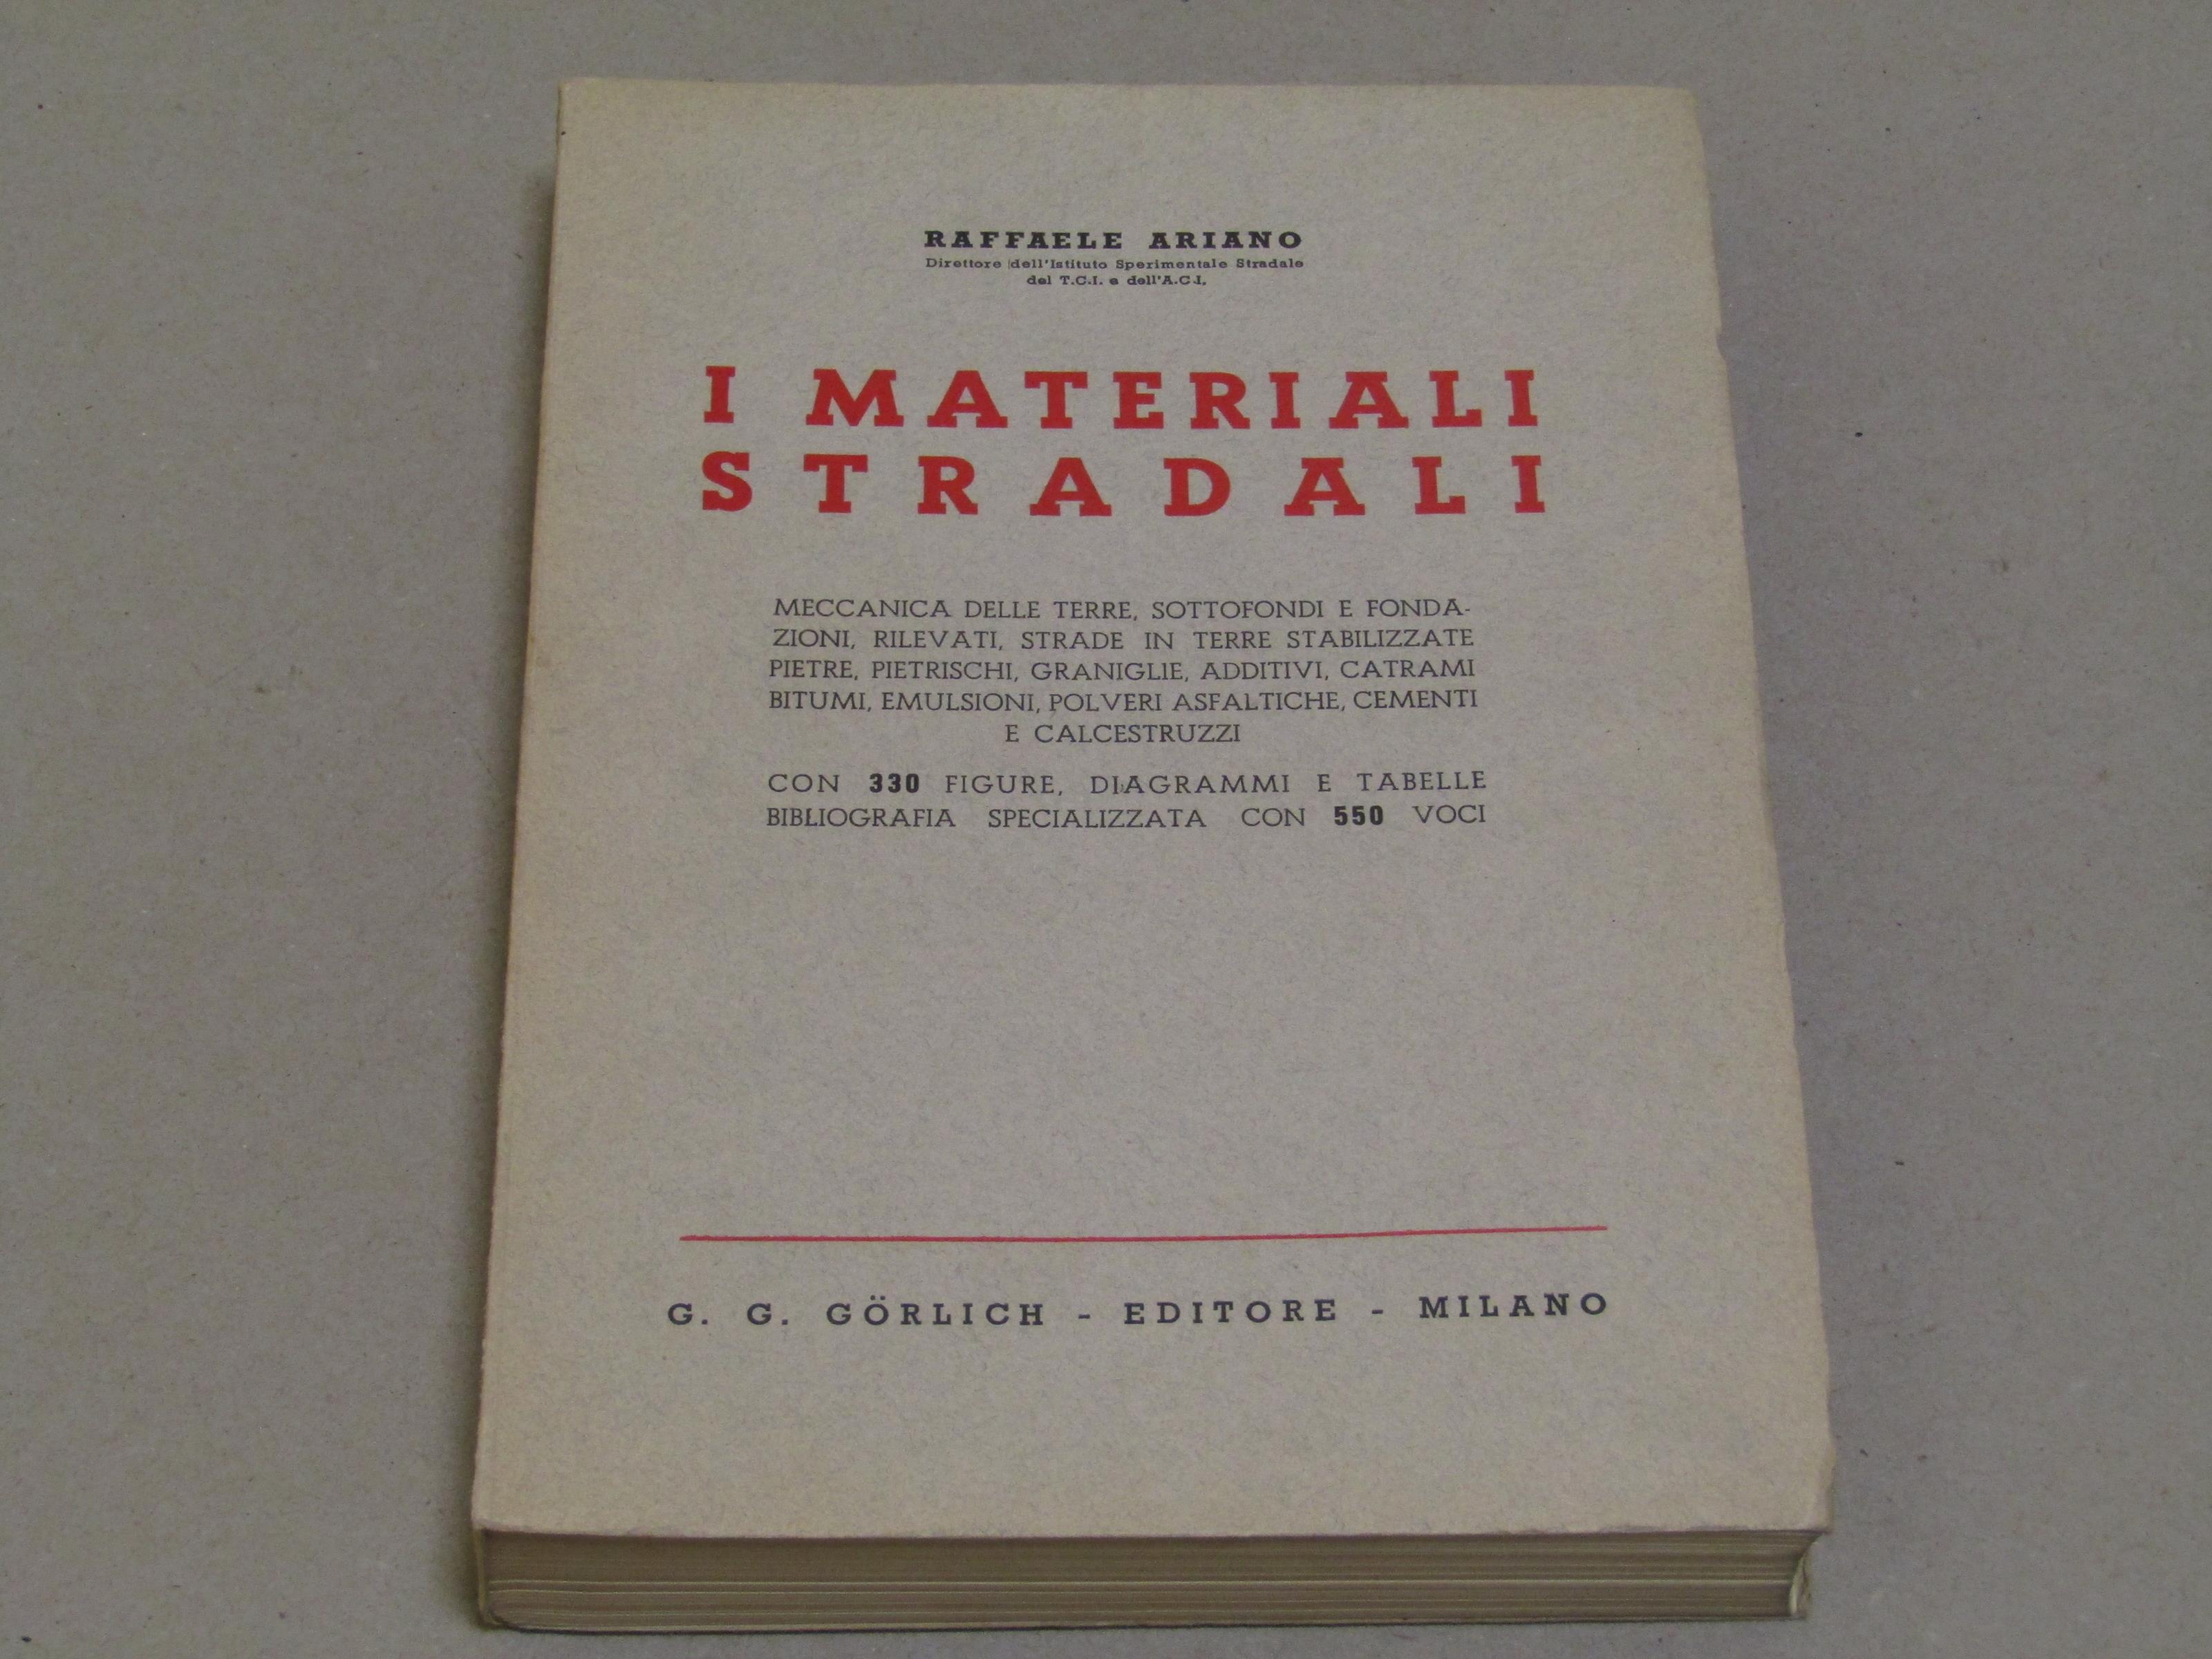 RAFFAELE ARIANO
Direttore dell'Istituto Sperimentale Stradale
del T.C.I. e dell'A.C.I.
I MATERIALI
STRADALI
MECCANICA DELLE TERRE, SOTTOFONDI E FONDA-
ZIONI, RILEVATI, STRADE IN TERRE STABILIZZATE
PIETRE, PIETRISCHI, GRANIGLIE, ADDITIVI, CATRAMI
BITUMI, EMULSIONI, POLVERI ASFALTICHE, CEMENTI
E CALCESTRUZZI
CON 330 FIGURE, DIAGRAMMI E TABELLE
BIBLIOGRAFIA SPECIALIZZATA CON 550 VOCI
G. G. GÖRLICH - EDITORE - MILANO